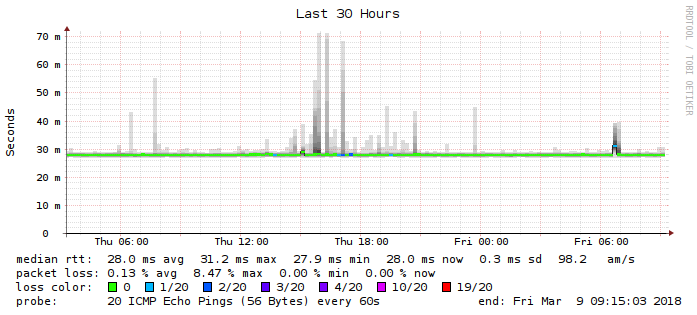 Last 30 Hours
RRDTOOL / TOBI OETIKER
Seconds
70 m
60 m
50 m
40 m
30 m
20 m
10 m
0
Thu 06:00 Thu 12:00 Thu 18:00 Fri 00:00 Fri 06:00
median rtt: 28.0 ms avg 31.2 ms max 27.9 ms min 28.0 ms now 0.3 ms sd 98.2 am/s
packet loss: 0.13 % avg 8.47 % max 0.00 % min 0.00 % now
loss color: 0 1/20 2/20 3/20 4/20 10/20 19/20
probe: 20 ICMP Echo Pings (56 Bytes) every 60s end: Fri Mar 9 09:15:03 2018